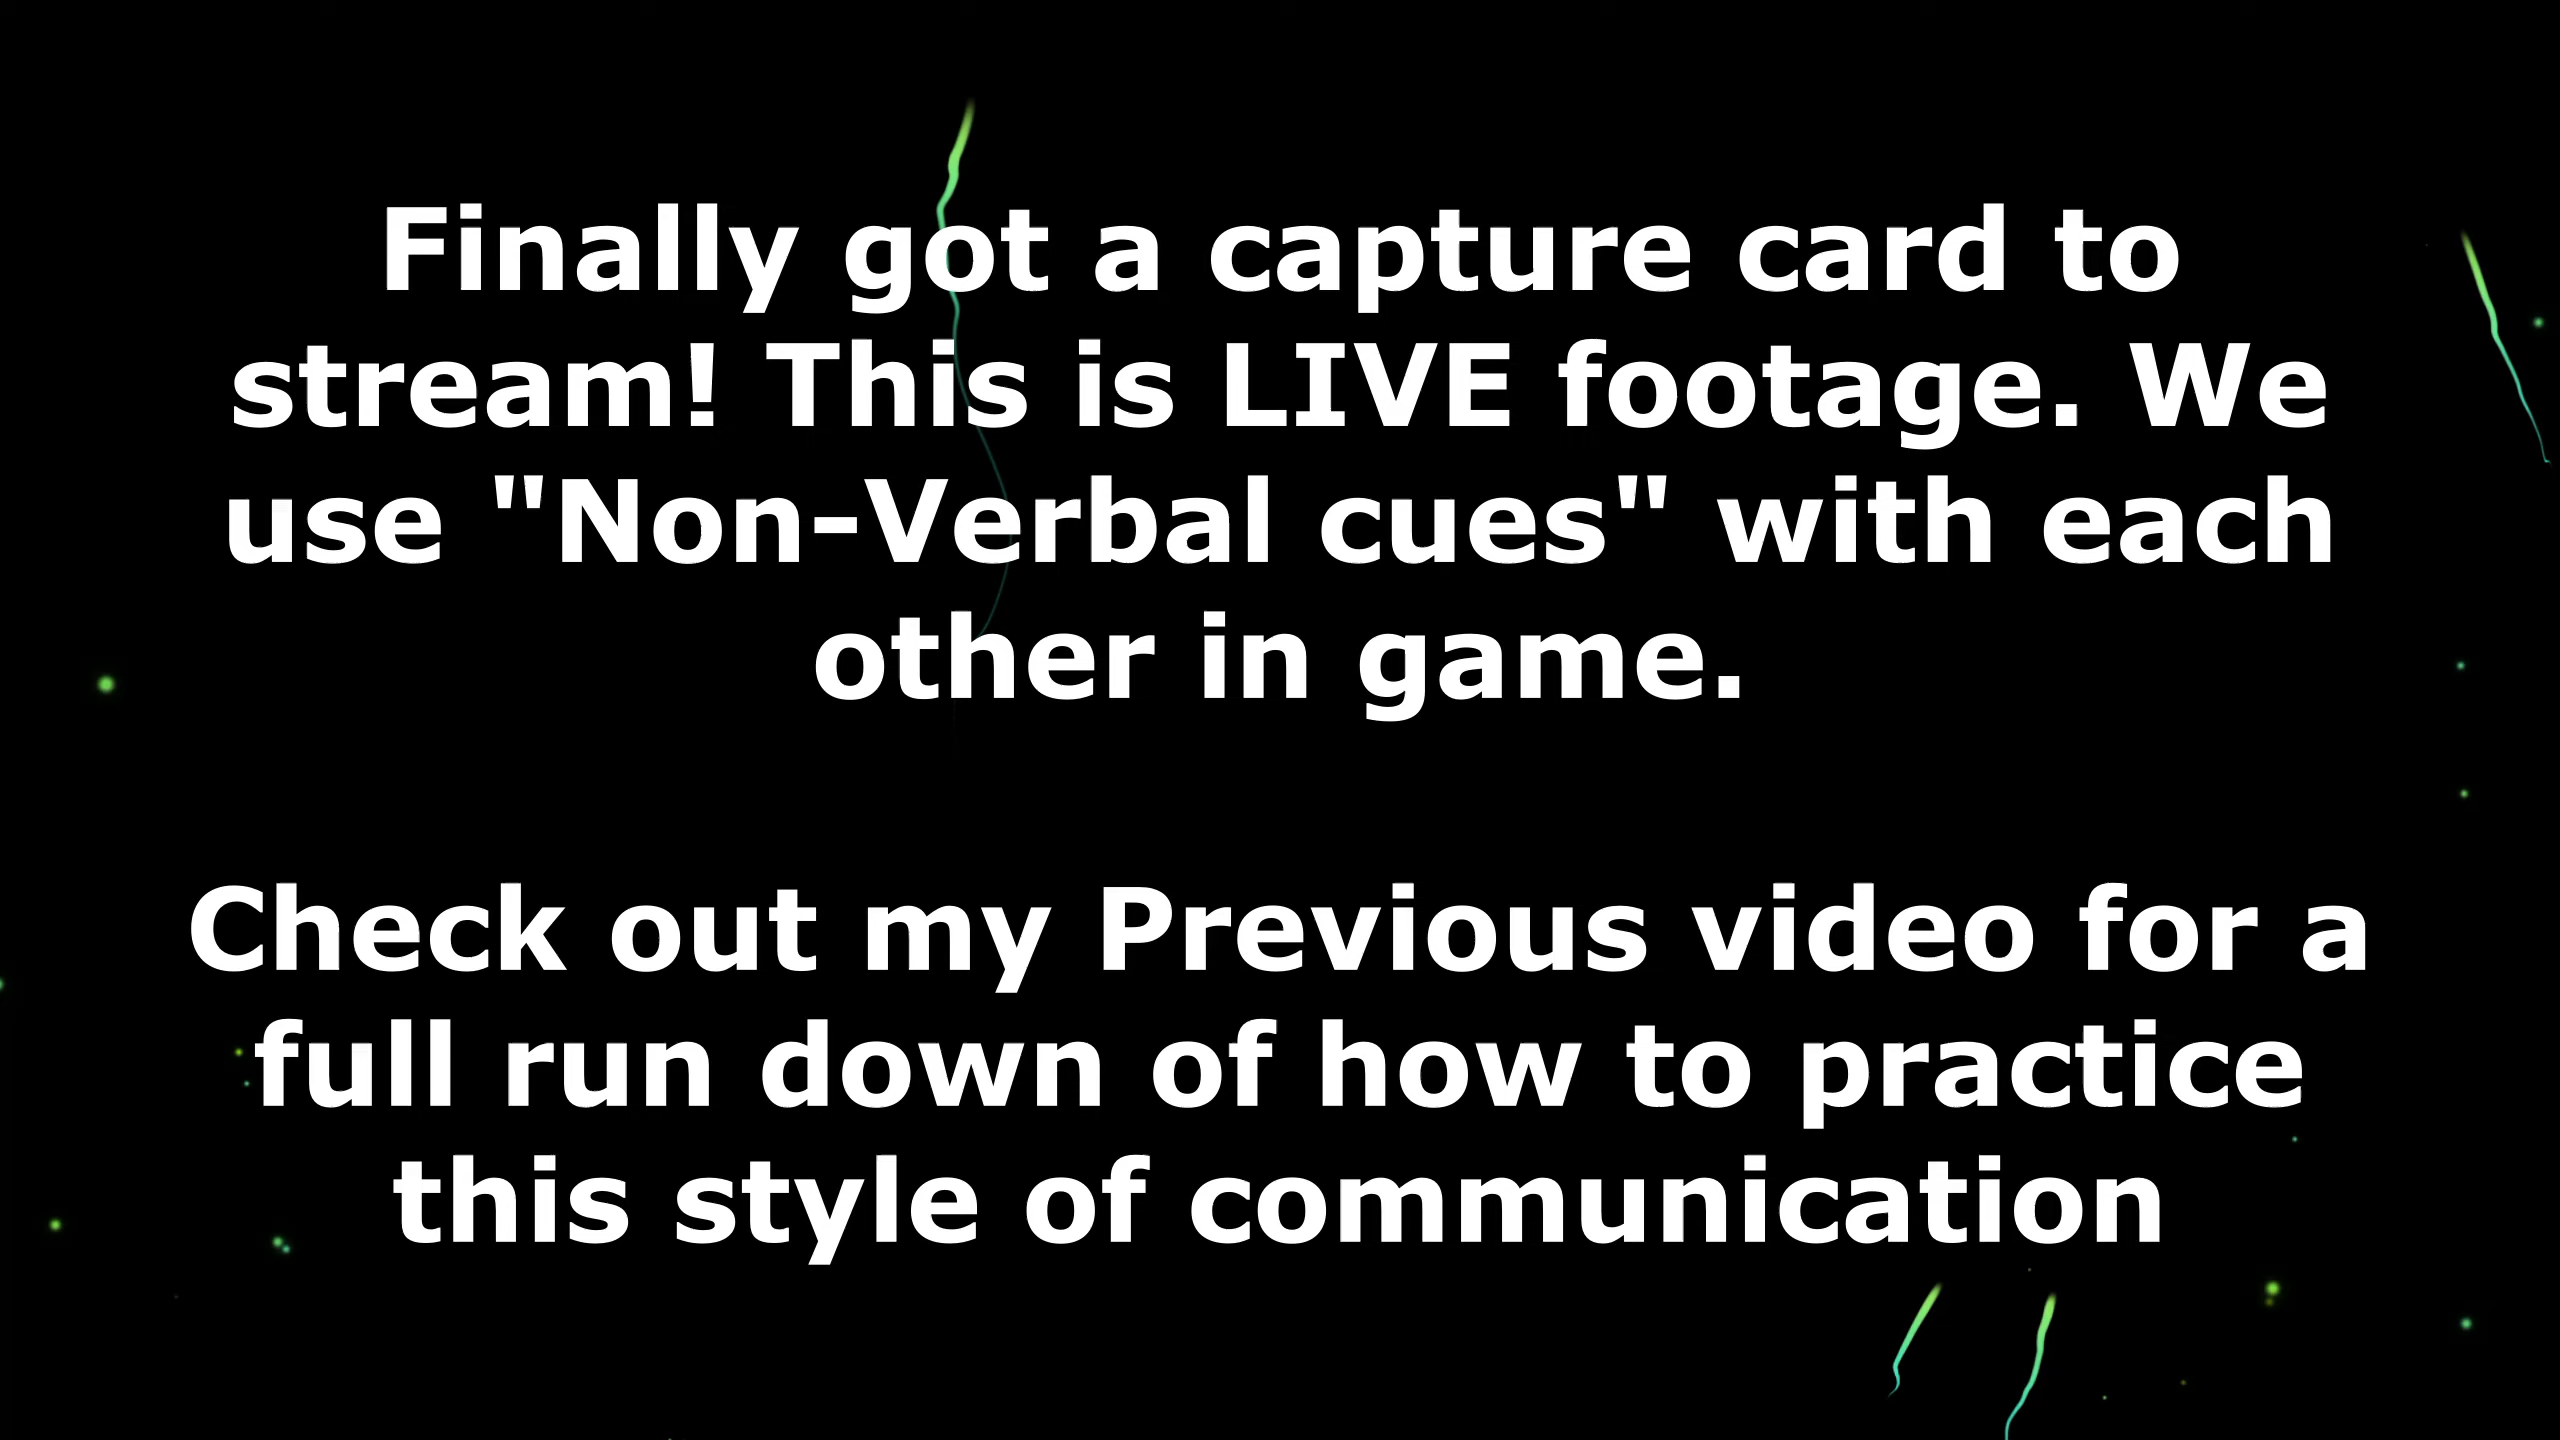 Finally got a capture card to
stream! This is LIVE footage. We
use "Non-Verbal cues" with each
other in game.
Check out my Previous video for a
full run down of how to practice
this style of communication